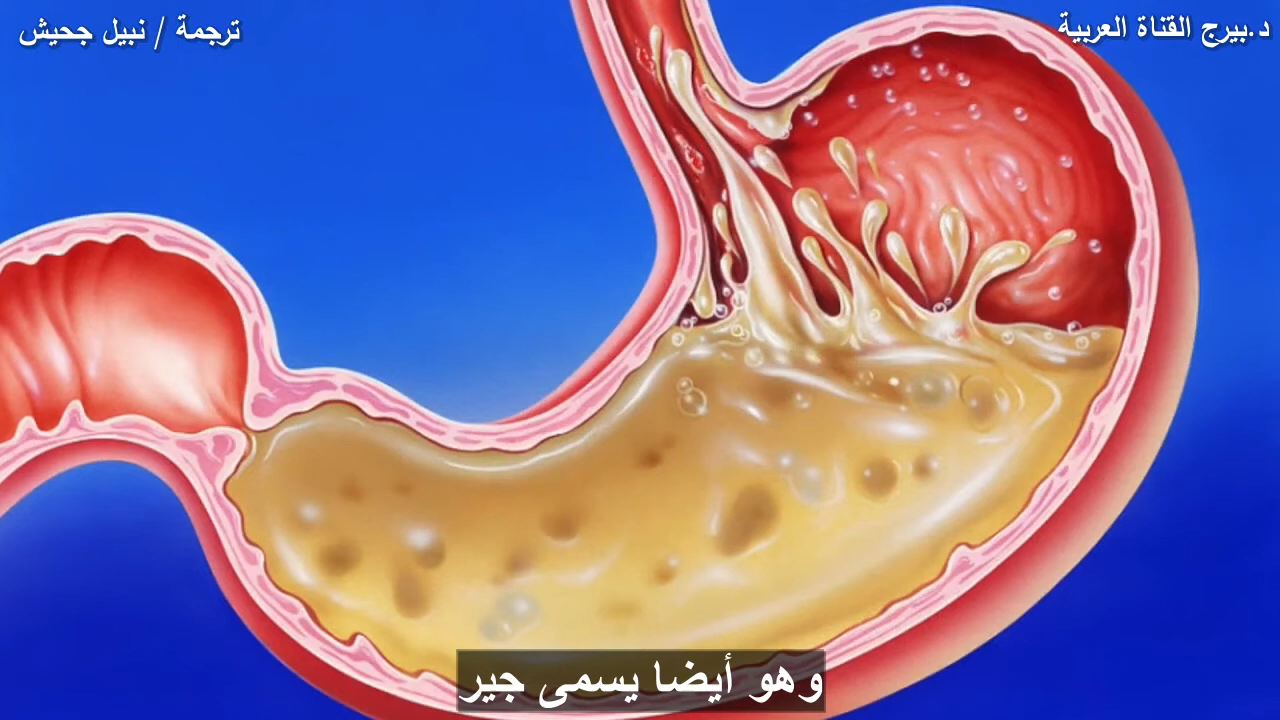 د.بيرج القناة العربية
ترجمة / نبيل جحيش
وهو أيضا يسمى جير